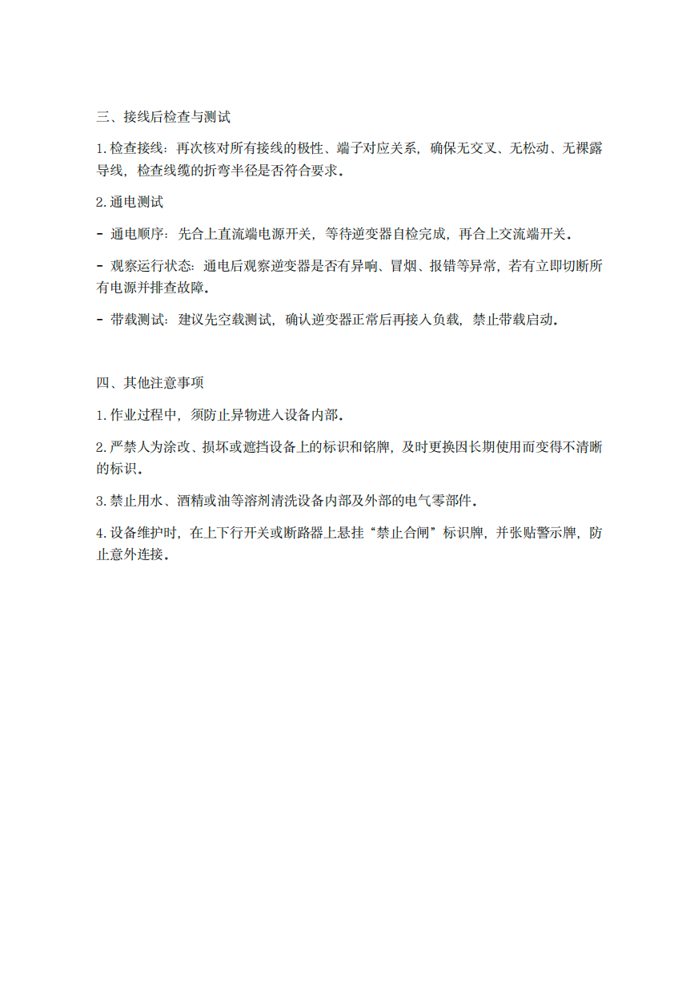 三、接线后检查与测试
1.检查接线：再次核对所有接线的极性、端子对应关系，确保无交叉、无松动、无裸露
导线，检查线缆的折弯半径是否符合要求。
2.通电测试
- 通电顺序：先合上直流端电源开关，等待逆变器自检完成，再合上交流端开关。
- 观察运行状态：通电后观察逆变器是否有异响、冒烟、报错等异常，若有立即切断所
有电源并排查故障。
- 带载测试：建议先空载测试，确认逆变器正常后再接入负载，禁止带载启动。
四、其他注意事项
1.作业过程中，须防止异物进入设备内部。
2.严禁人为涂改、损坏或遮挡设备上的标识和铭牌，及时更换因长期使用而变得不清晰
的标识。
3.禁止用水、酒精或油等溶剂清洗设备内部及外部的电气零部件。
4.设备维护时，在上下行开关或断路器上悬挂“禁止合闸”标识牌，并张贴警示牌，防
止意外连接。